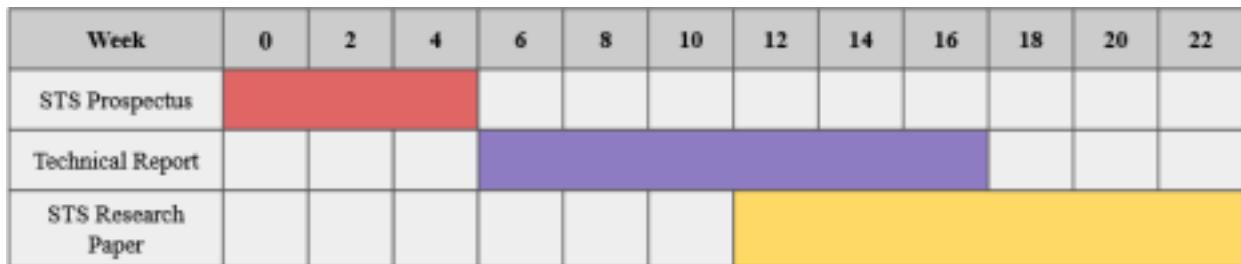 Week 0 2 4 6 8 10 12 14 16 18 20 22
STS Prospectus
Technical Report
STS Research
Paper